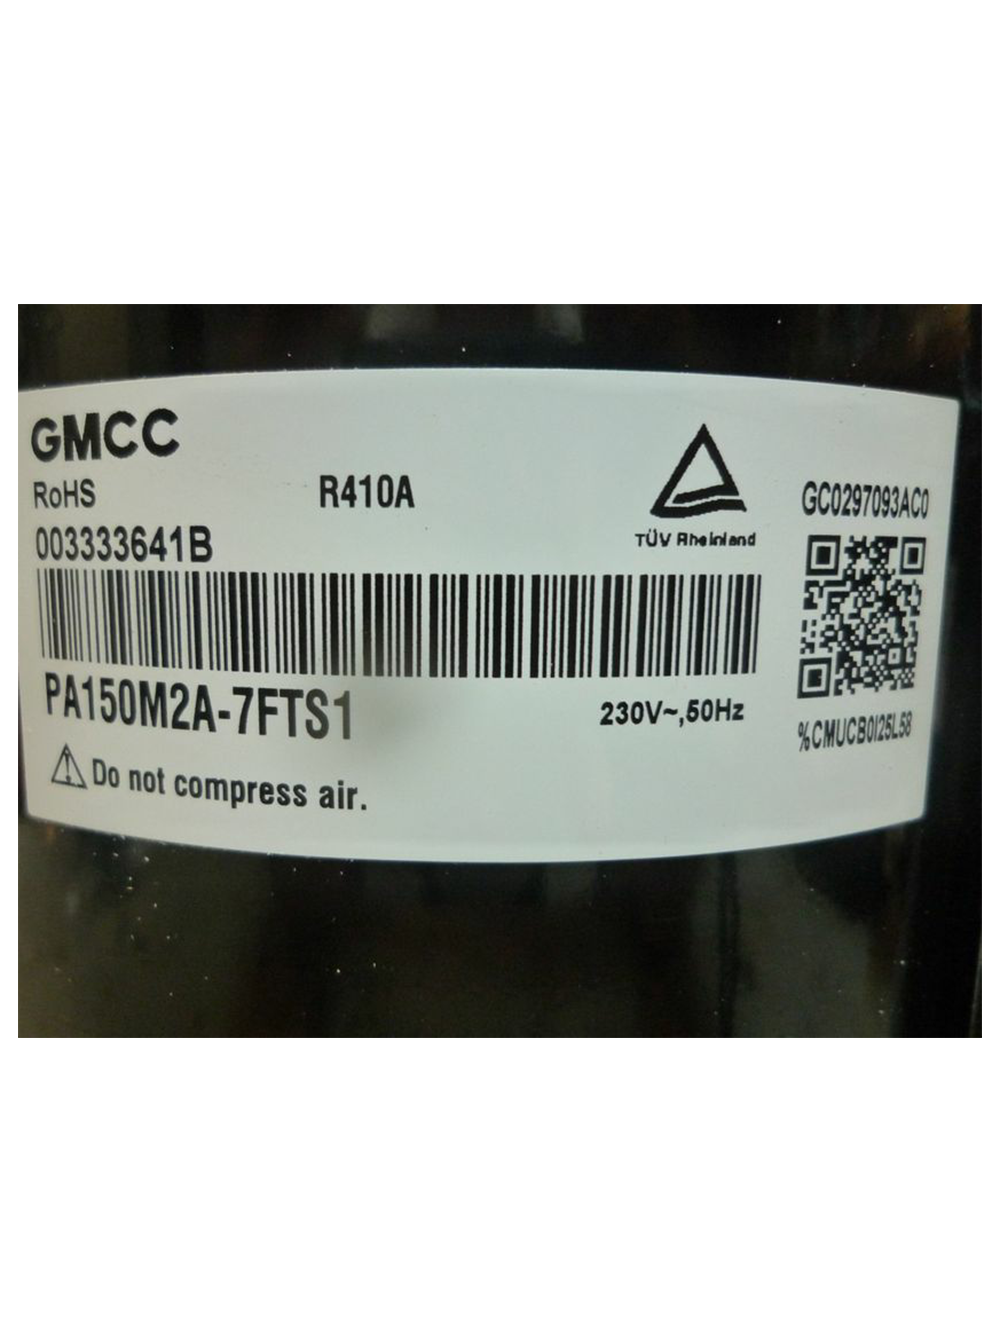 GMCC
RoHS
R410A
TÜV Rheinland
GC0297093AC0
003333641B
PA150M2A-7FTS1
230V~,50Hz
%CMUCB0I25L58
Do not compress air.